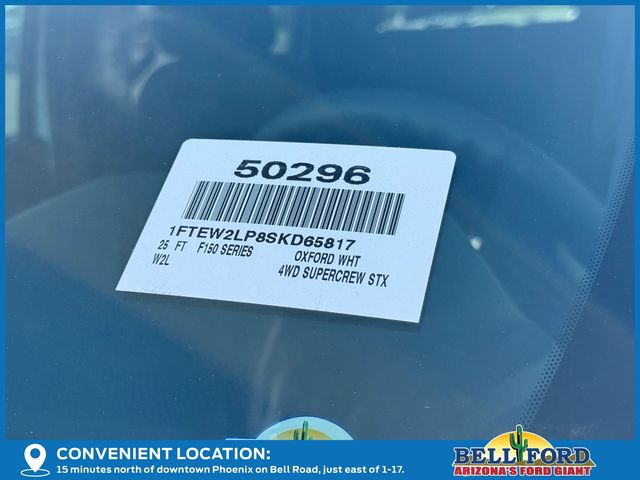 50296
1FTEW2LP8SKD65817
25 FT F150 SERIES OXFORD WHT
W2L 4WD SUPERCREW STX
CONVENIENT LOCATION:
15 minutes north of downtown Phoenix on Bell Road, just east of 1-17.
BELL FORD
ARIZONA'S FORD GIANT